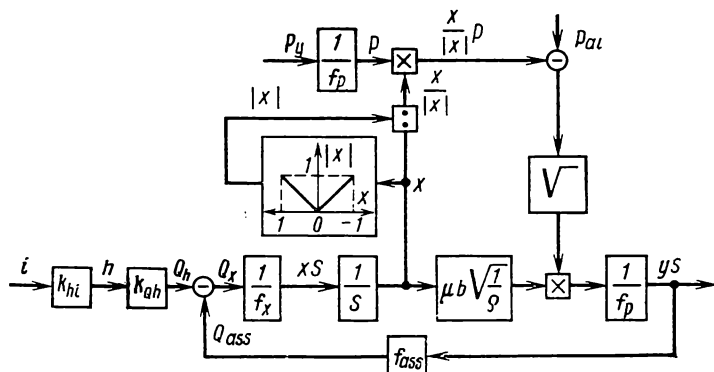 P_y
1
f_p
p
×
x
|x|
p
p_al
−
x
|x|
|x|
:
1
|x|
x
1 0 -1
x
√
i
k_hi
h
k_Qh
Q_h
−
Q_x
1
f_x
xS
1
S
μb√
1
ρ
×
1
f_p
yS
Q_ass
f_ass